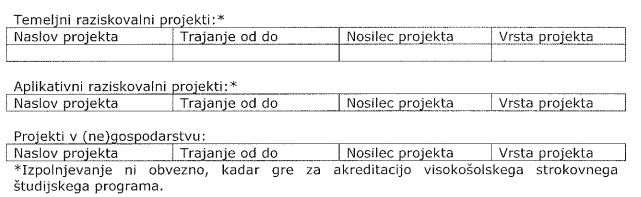 Temeljni raziskovalni projekti:*
Naslov projekta Trajanje od do Nosilec projekta Vrsta projekta
Aplikativni raziskovalni projekti:*
Naslov projekta Trajanje od do Nosilec projekta Vrsta projekta
Projekti v (ne)gospodarstvu:
Naslov projekta Trajanje od do Nosilec projekta Vrsta projekta
*Izpolnjevanje ni obvezno, kadar gre za akreditacijo visokošolskega strokovnega
študijskega programa.